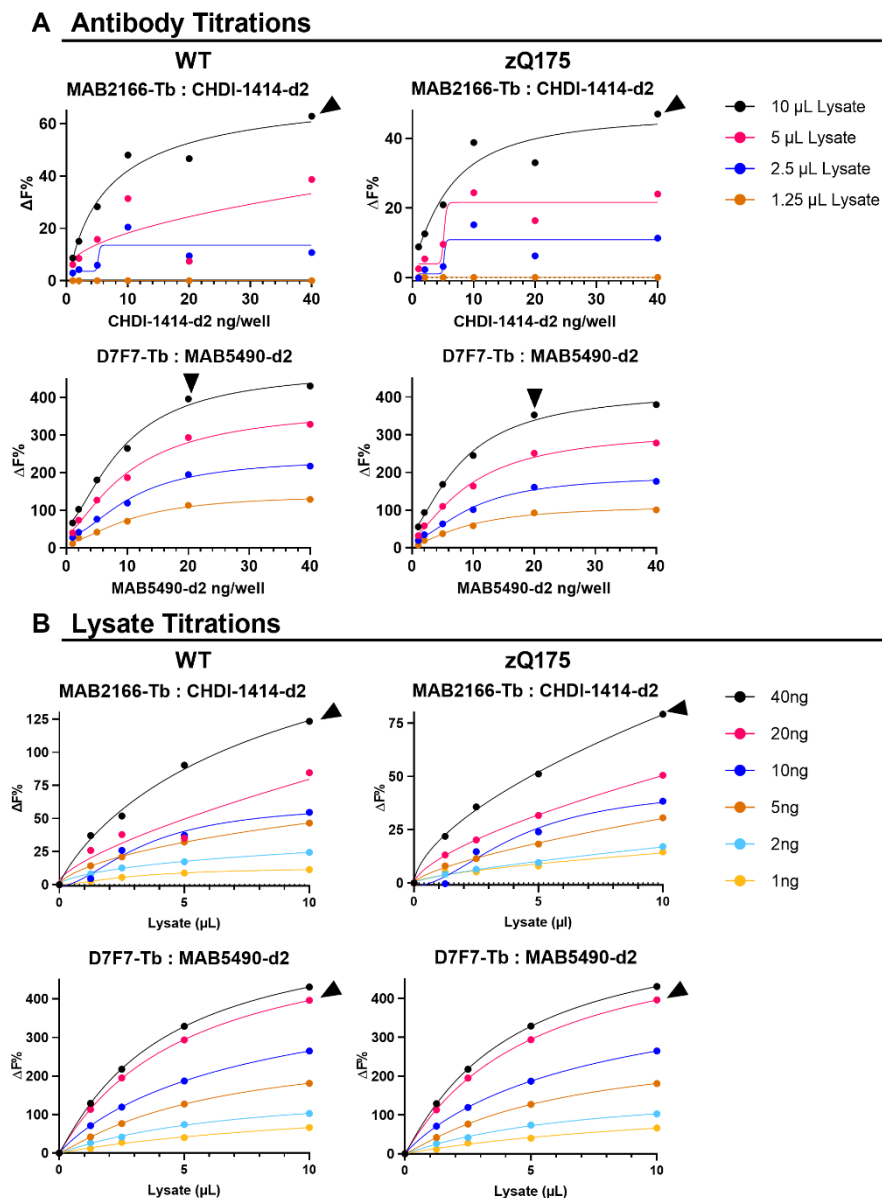 A Antibody Titrations
WT
zQ175
MAB2166-Tb : CHDI-1414-d2
MAB2166-Tb : CHDI-1414-d2
10 µL Lysate
5 µL Lysate
2.5 µL Lysate
1.25 µL Lysate
ΔF%
60
40
20
0
0 10 20 30 40
CHDI-1414-d2 ng/well
ΔF%
40
20
0
0 10 20 30 40
CHDI-1414-d2 ng/well
D7F7-Tb : MAB5490-d2
D7F7-Tb : MAB5490-d2
ΔF%
400
300
200
100
0
0 10 20 30 40
MAB5490-d2 ng/well
ΔF%
400
300
200
100
0
0 10 20 30 40
MAB5490-d2 ng/well
B Lysate Titrations
WT
zQ175
MAB2166-Tb : CHDI-1414-d2
MAB2166-Tb : CHDI-1414-d2
40ng
20ng
10ng
5ng
2ng
1ng
ΔF%
125
100
75
50
25
0
0 5 10
Lysate (µL)
ΔF%
75
50
25
0
0 5 10
Lysate (µl)
D7F7-Tb : MAB5490-d2
D7F7-Tb : MAB5490-d2
ΔF%
400
300
200
100
0
0 5 10
Lysate (µL)
ΔF%
400
300
200
100
0
0 5 10
Lysate (µL)